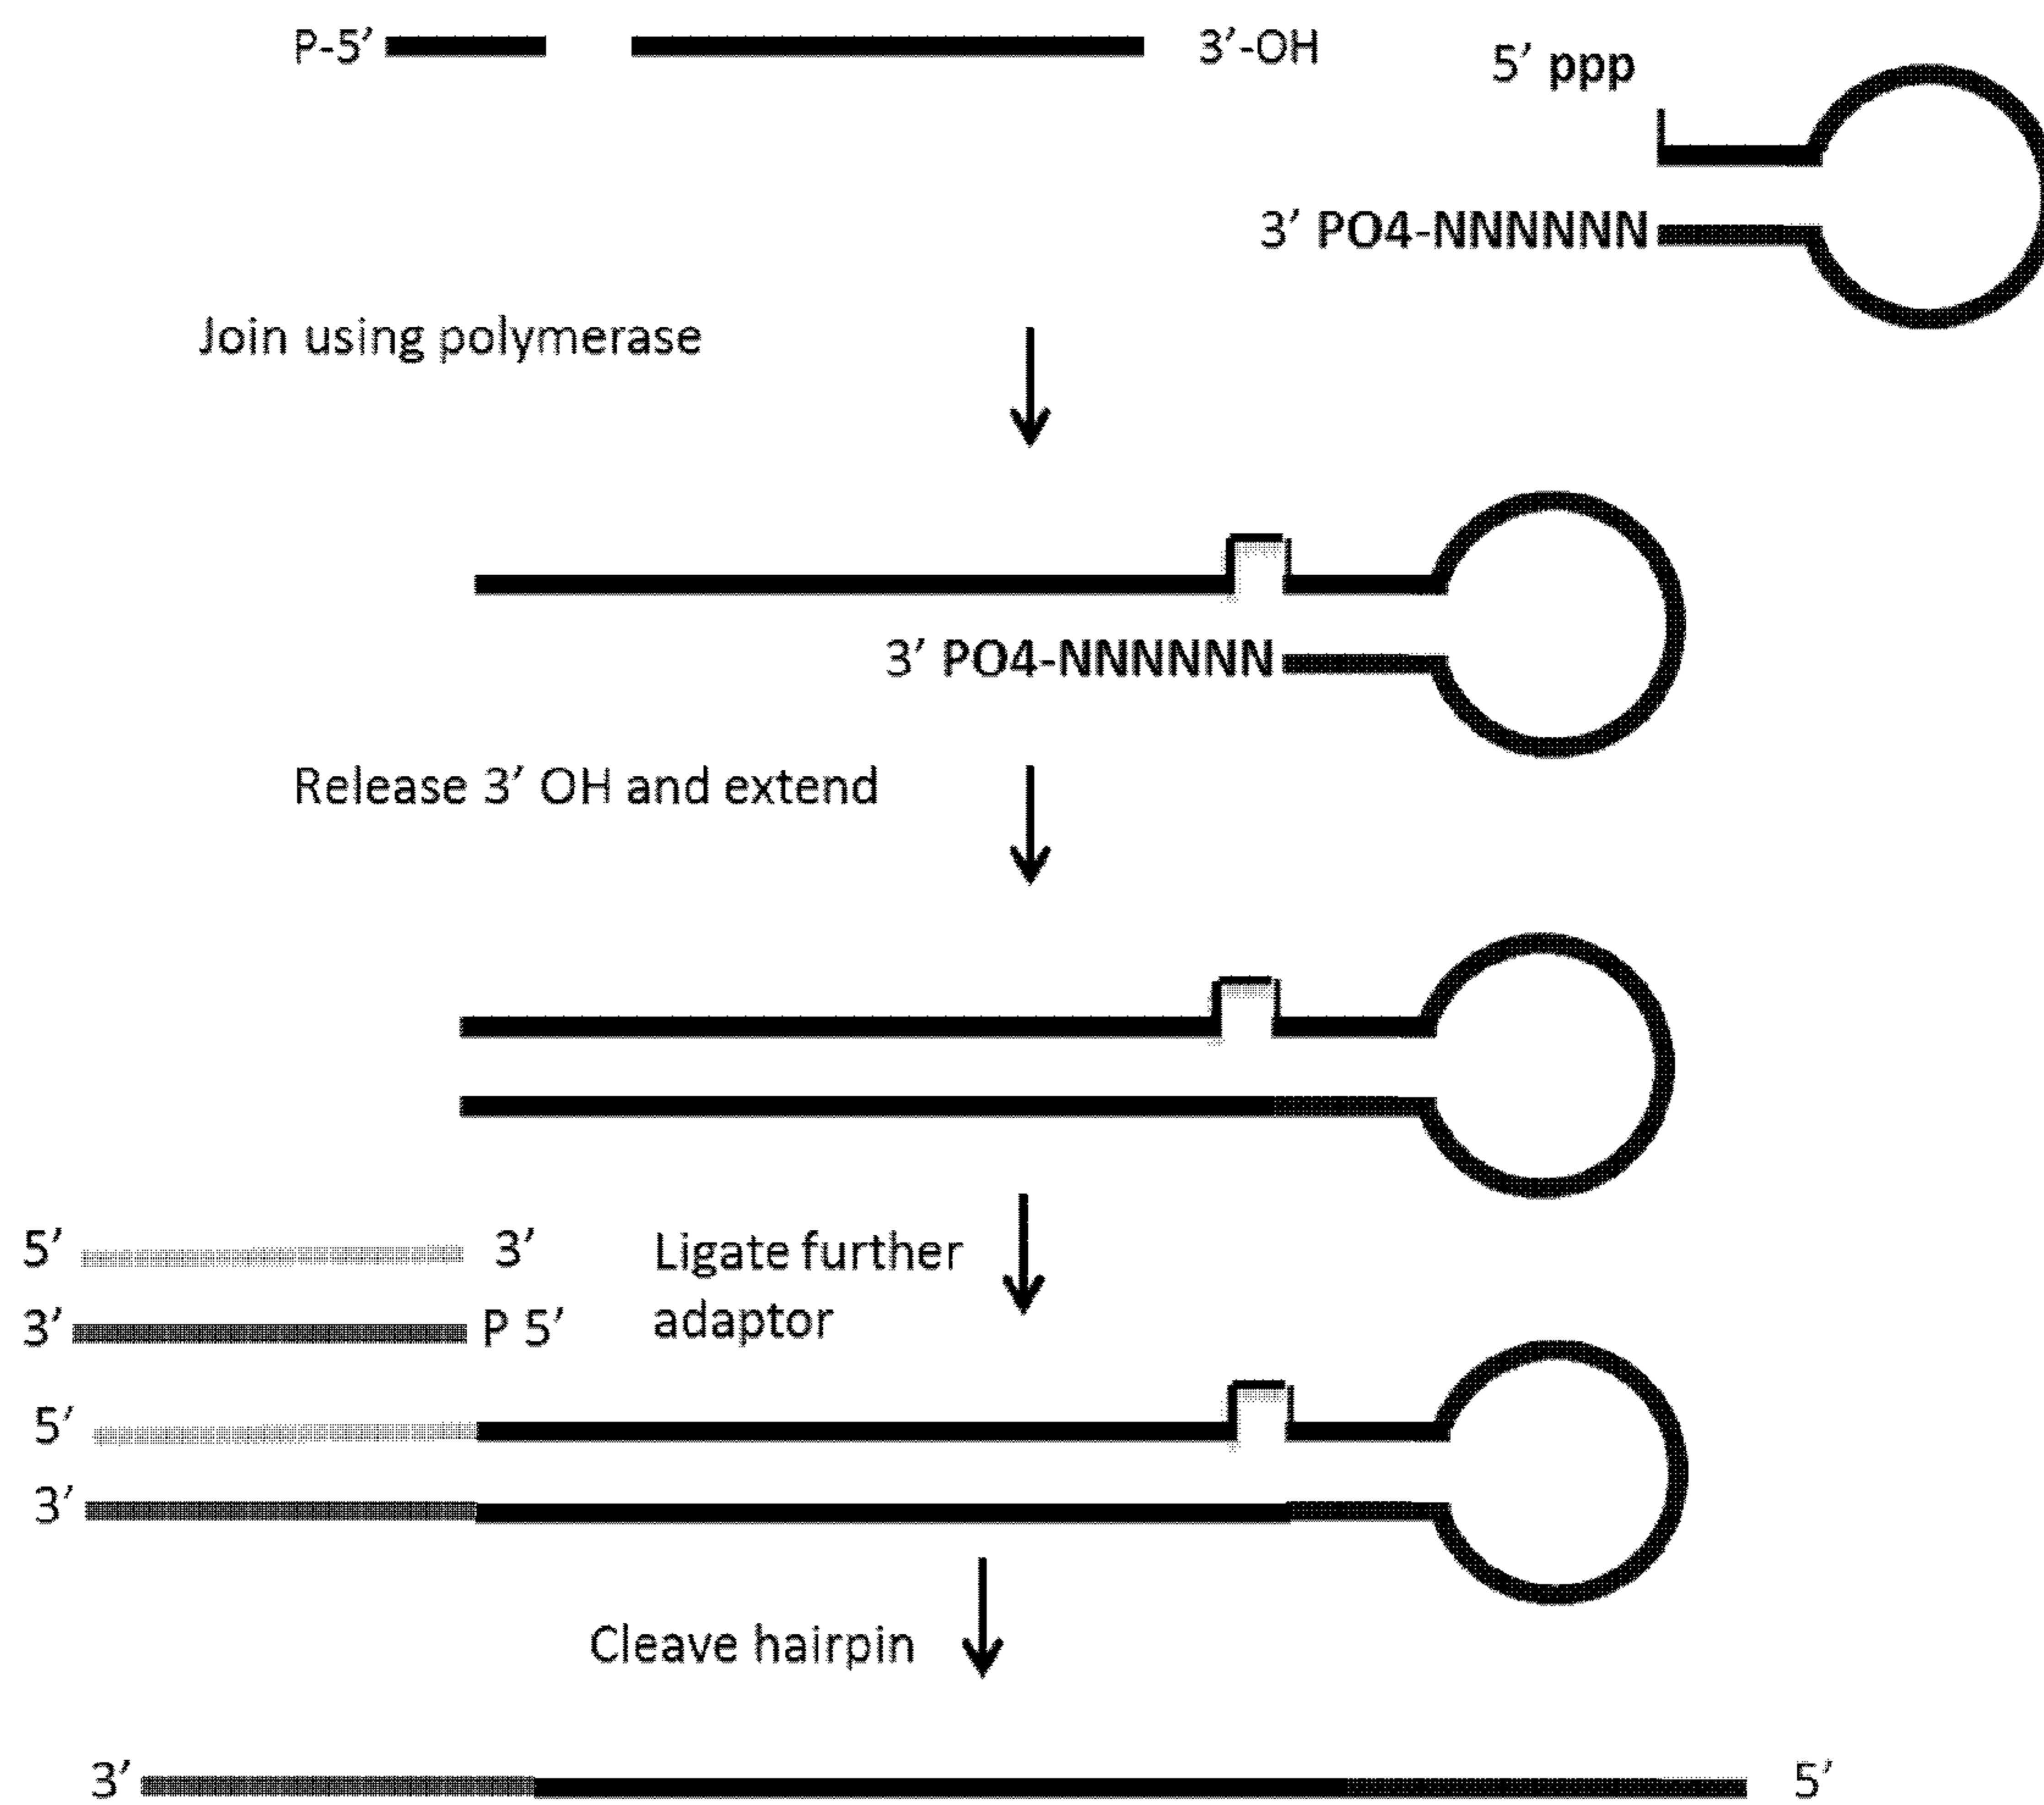 P-5′
3′-OH
5′ ppp
3′ PO4-NNNNNN
Join using polymerase
3′ PO4-NNNNNN
Release 3′ OH and extend
5′
3′
Ligate further
adaptor
3′
P 5′
5′
3′
Cleave hairpin
3′
5′